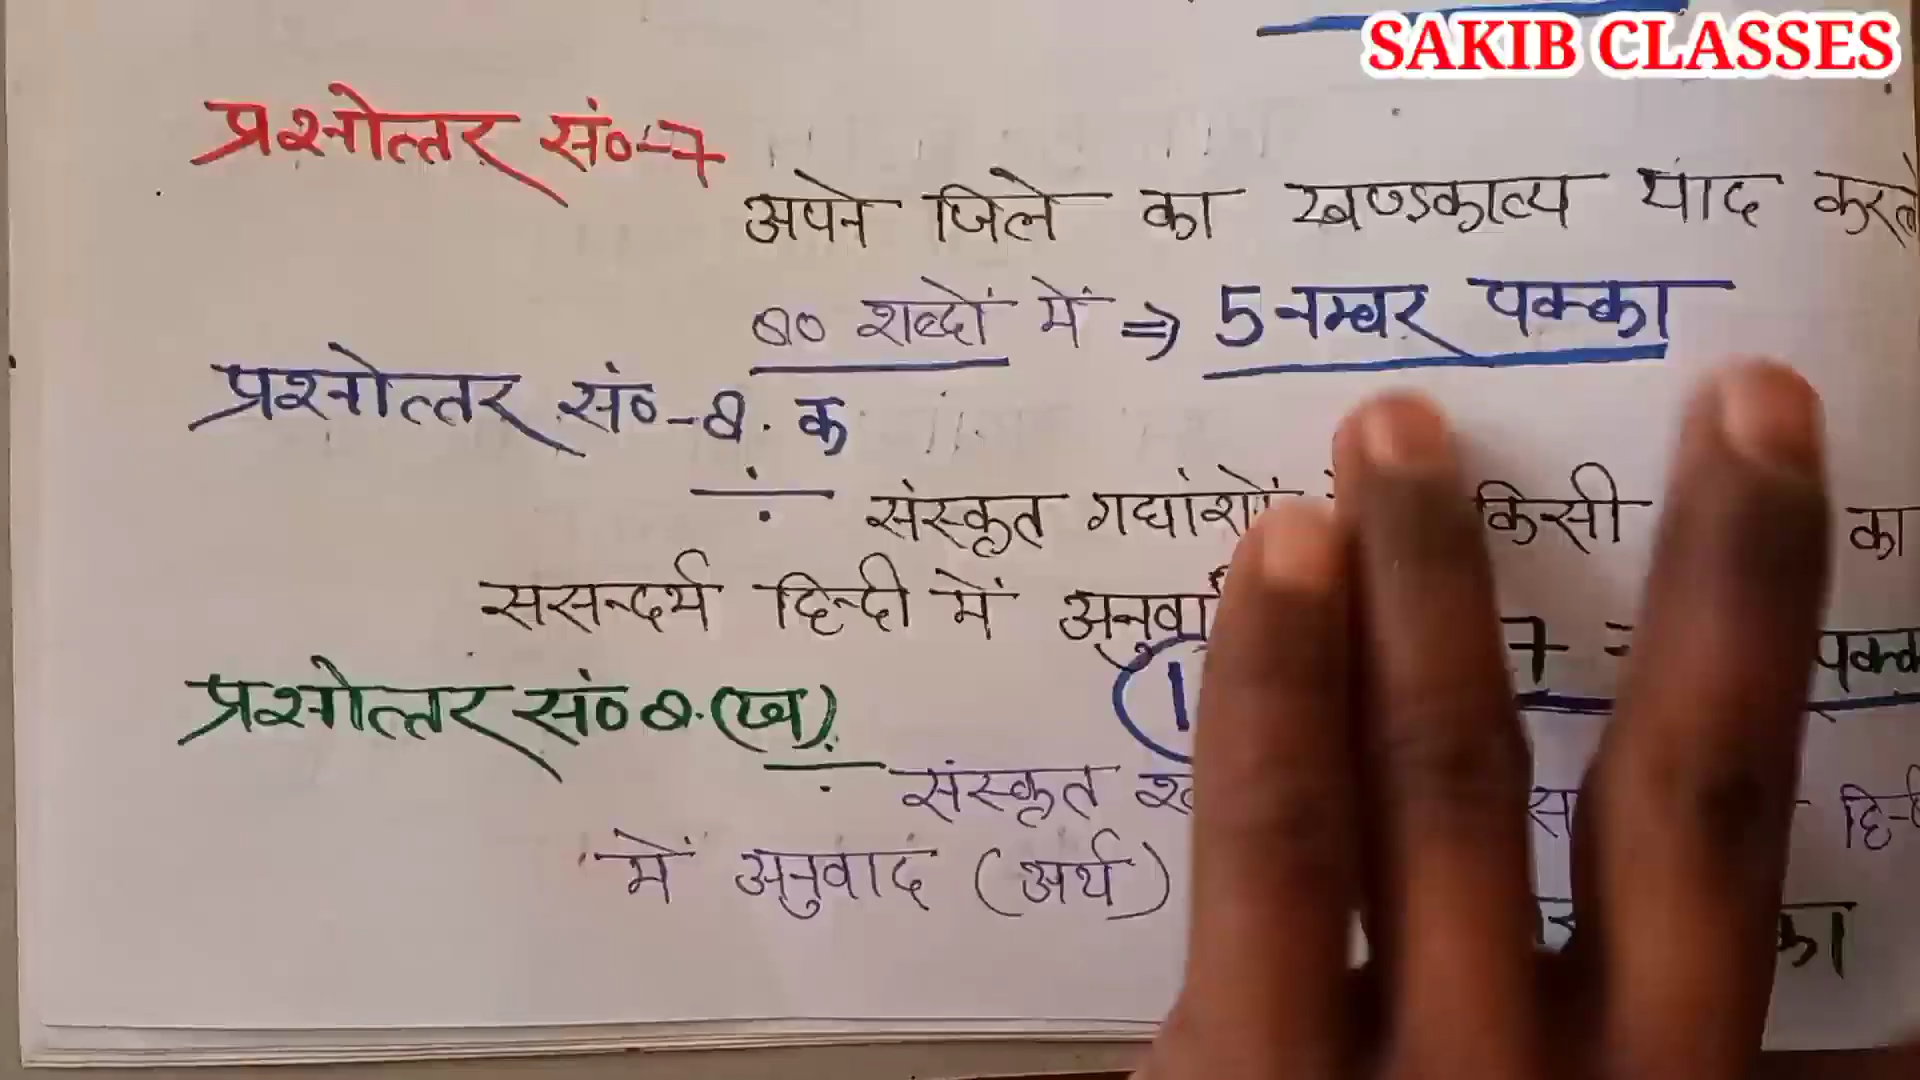 SAKIB CLASSES
प्रश्नोत्तर सं०-7
अपने जिले का खण्डकाव्य याद करले
80 शब्दों में ⇒ 5 नम्बर पक्का
प्रश्नोत्तर सं०-8. क
संस्कृत गद्यांशों किसी का
ससन्दर्भ हिन्दी में 7 =
प्रश्नोत्तर सं० 8.(ख)
संस्कृत
में अनुवाद (अर्थ)